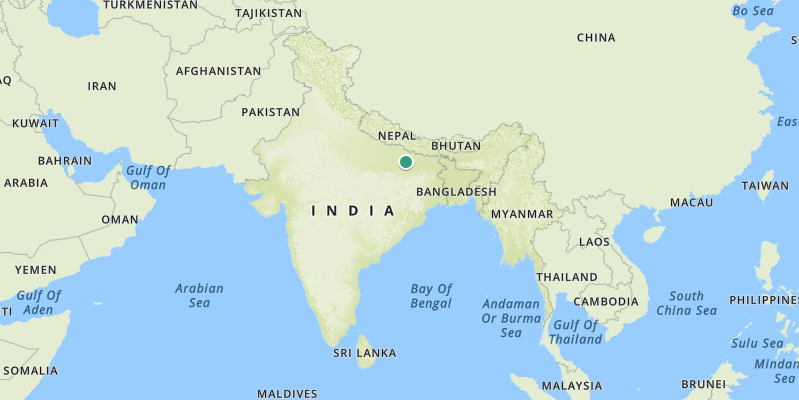 TURKMENISTAN
TAJIKISTAN
Bo Sea
CHINA
AFGHANISTAN
IRAN
PAKISTAN
KUWAIT
East
NEPAL
BHUTAN
BAHRAIN
Gulf Of
Oman
ARABIA
TAIWAN
BANGLADESH
MACAU
INDIA
MYANMAR
OMAN
LAOS
YEMEN
THAILAND
Arabian
Sea
Bay Of
Bengal
Gulf Of
Aden
South
China Sea
PHILIPPINES
CAMBODIA
Andaman
Or Burma
Sea
TI
Gulf Of
Thailand
Sulu Sea
SRI LANKA
Mindan
Sea
SOMALIA
MALAYSIA
BRUNEI
MALDIVES